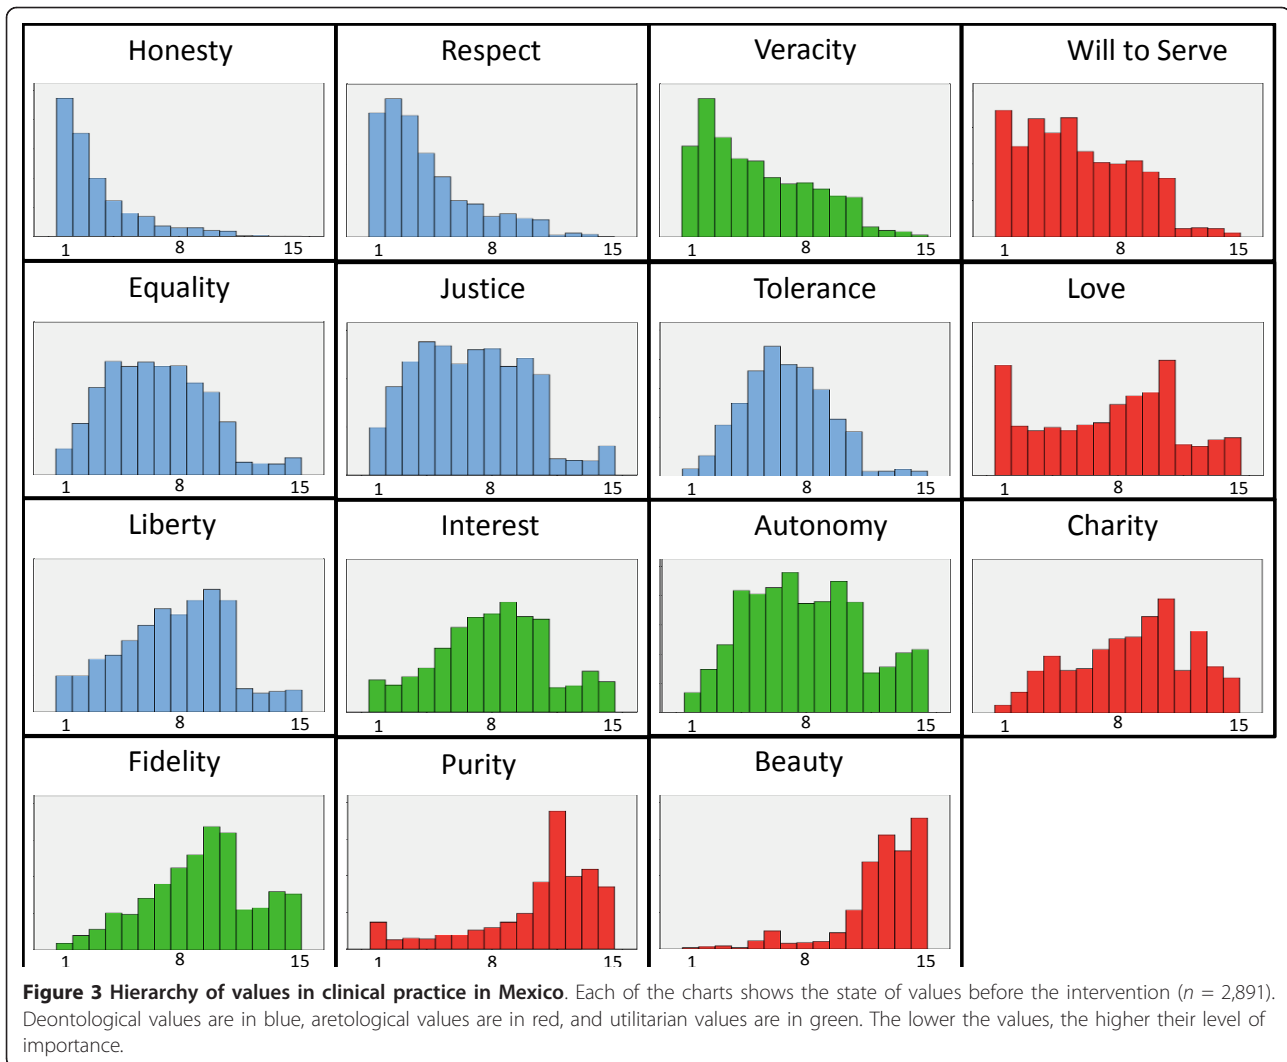 Honesty Respect Veracity Will to Serve
1 8 15 1 8 15 1 8 15 1 8 15
Equality Justice Tolerance Love
1 8 15 1 8 15 1 8 15 1 8 15
Liberty Interest Autonomy Charity
1 8 15 1 8 15 1 8 15 1 8 15
Fidelity Purity Beauty
1 8 15 1 8 15 1 8 15
Figure 3 Hierarchy of values in clinical practice in Mexico. Each of the charts shows the state of values before the intervention (n = 2,891).
Deontological values are in blue, aretological values are in red, and utilitarian values are in green. The lower the values, the higher their level of
importance.